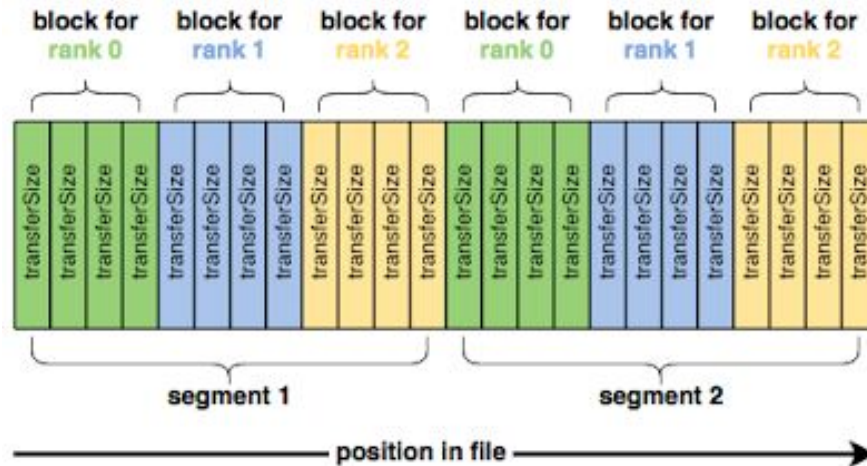 block for block for block for block for block for block for
rank 0 rank 1 rank 2 rank 0 rank 1 rank 2
transferSize transferSize transferSize transferSize transferSize transferSize transferSize transferSize transferSize transferSize transferSize transferSize transferSize transferSize transferSize transferSize transferSize transferSize transferSize transferSize transferSize transferSize transferSize transferSize
segment 1 segment 2
position in file